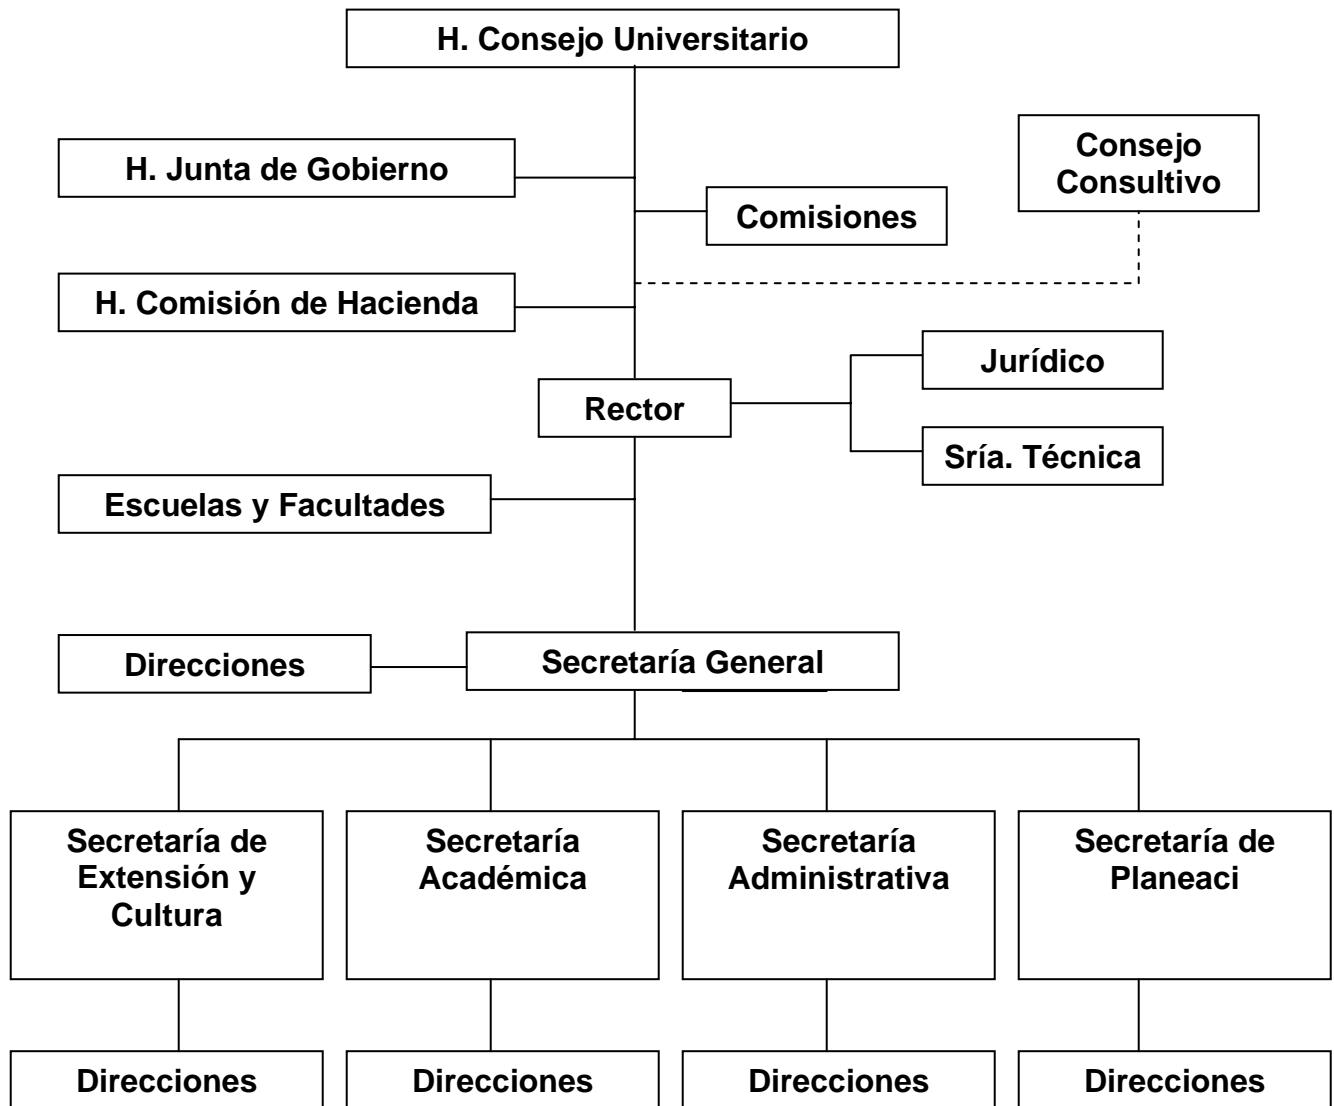 H. Consejo Universitario
H. Junta de Gobierno
Consejo
Consultivo
Comisiones
H. Comisión de Hacienda
Jurídico
Rector
Sría. Técnica
Escuelas y Facultades
Direcciones
Secretaría General
Secretaría de
Extensión y
Cultura
Secretaría
Académica
Secretaría
Administrativa
Secretaría de
Planeaci
Direcciones
Direcciones
Direcciones
Direcciones